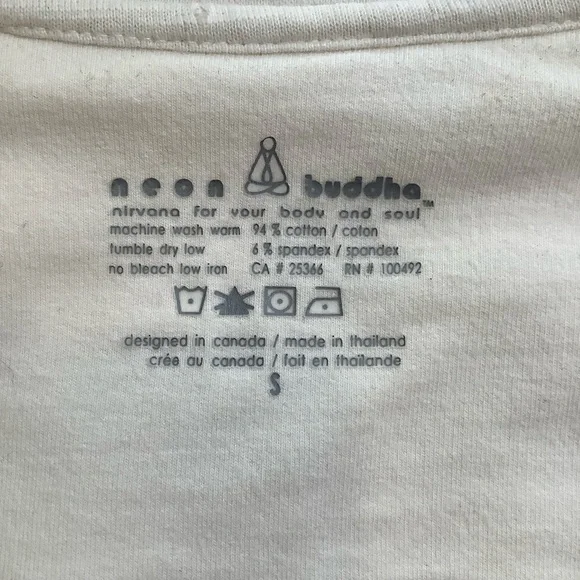 neon buddha™
nirvana for your body and soul
machine wash warm 94 % cotton / coton
tumble dry low 6 % spandex / spandex
no bleach low iron CA # 25366 RN # 100492
designed in canada / made in thailand
crée au canada / fait en thaïlande
S